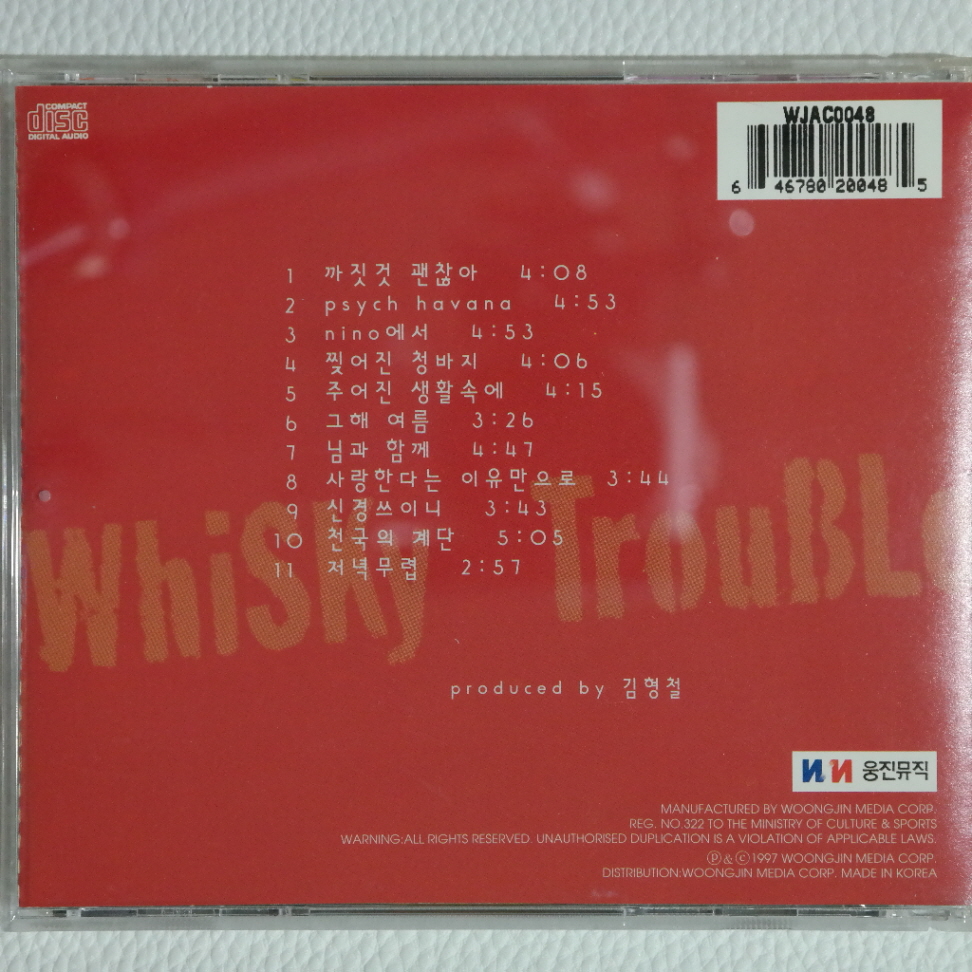 COMPACT
disc
DIGITAL AUDIO
WJAC0048
6 46780 20048 5
1 까짓것 괜찮아 4:08
2 psych havana 4:53
3 nino에서 4:53
4 찢어진 청바지 4:06
5 주어진 생활속에 4:15
6 그해 여름 3:26
7 님과 함께 4:47
8 사랑한다는 이유만으로 3:44
9 신경쓰이니 3:43
10 천국의 계단 5:05
11 저녁무렵 2:57
WhiSKy TrouBLe
produced by 김형철
웅진뮤직
MANUFACTURED BY WOONGJIN MEDIA CORP.
REG. NO.322 TO THE MINISTRY OF CULTURE & SPORTS
WARNING:ALL RIGHTS RESERVED. UNAUTHORISED DUPLICATION IS A VIOLATION OF APPLICABLE LAWS.
Ⓟ & ⓒ 1997 WOONGJIN MEDIA CORP.
DISTRIBUTION:WOONGJIN MEDIA CORP. MADE IN KOREA